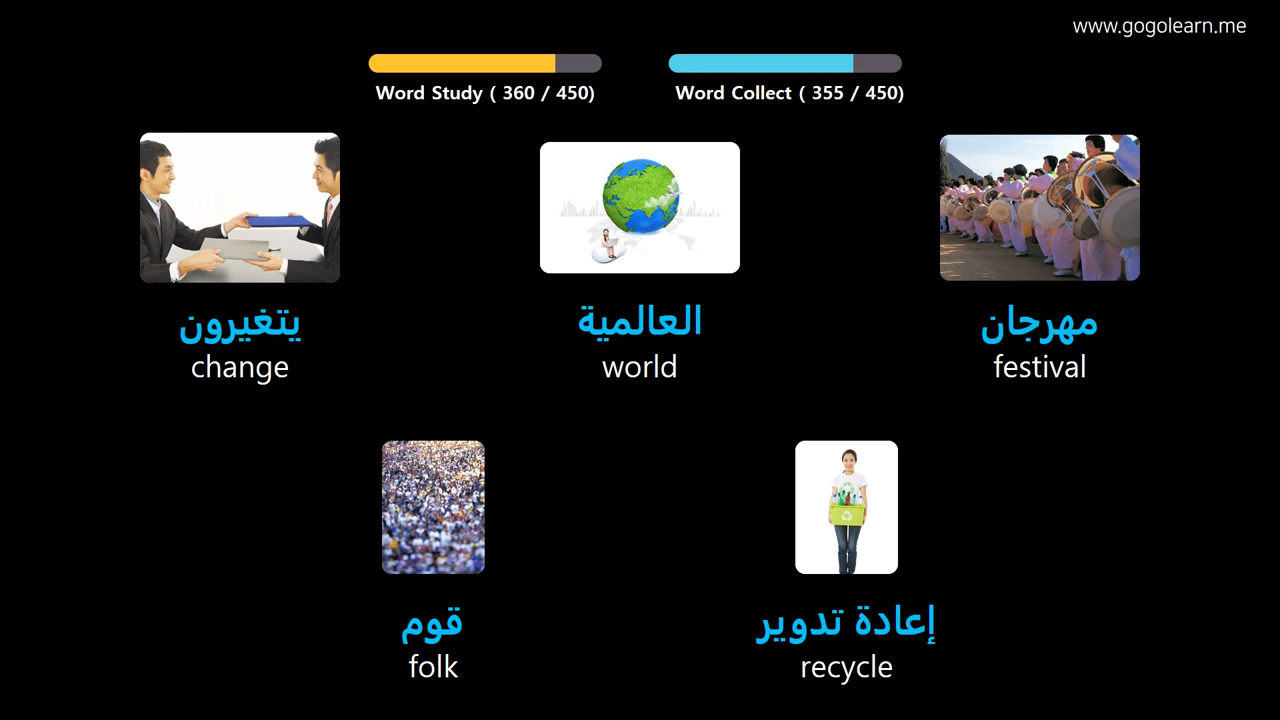 www.gogolearn.me
Word Study ( 360 / 450)
Word Collect ( 355 / 450)
يتغيرون
change
العالمية
world
مهرجان
festival
قوم
folk
إعادة تدوير
recycle